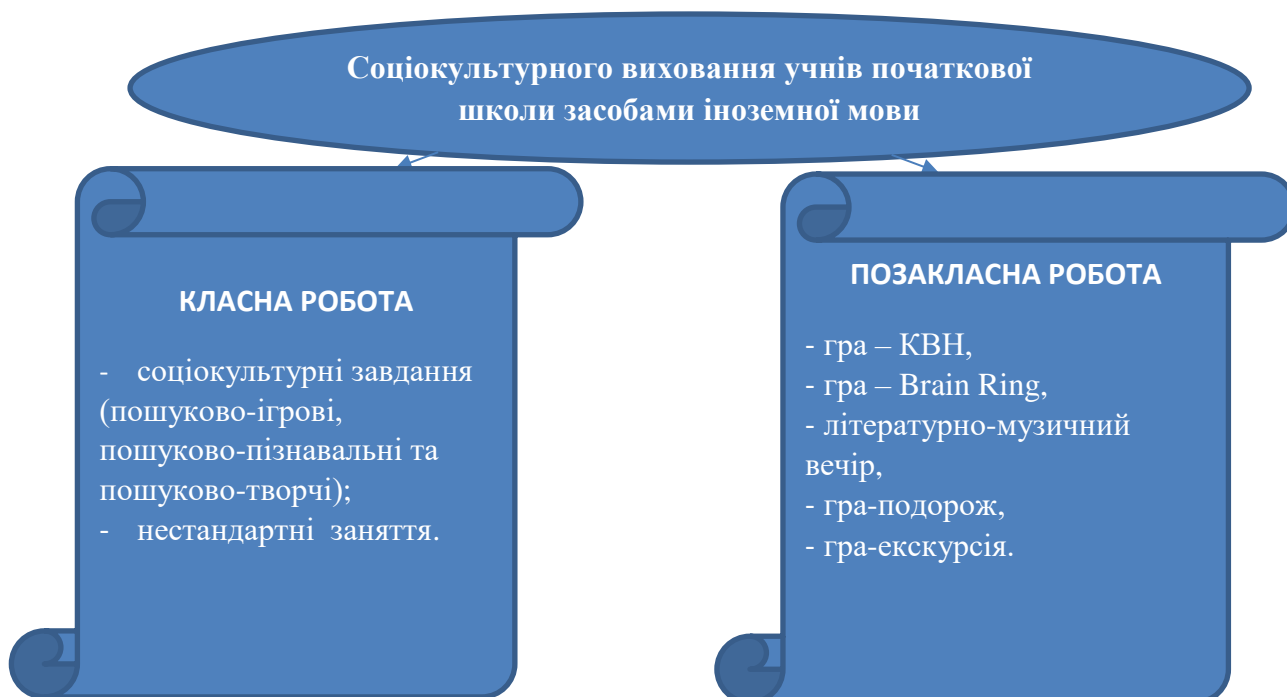 Соціокультурного виховання учнів початкової
школи засобами іноземної мови
КЛАСНА РОБОТА
- соціокультурні завдання
(пошуково-ігрові,
пошуково-пізнавальні та
пошуково-творчі);
- нестандартні заняття.
ПОЗАКЛАСНА РОБОТА
- гра – КВН,
- гра – Brain Ring,
- літературно-музичний
вечір,
- гра-подорож,
- гра-екскурсія.